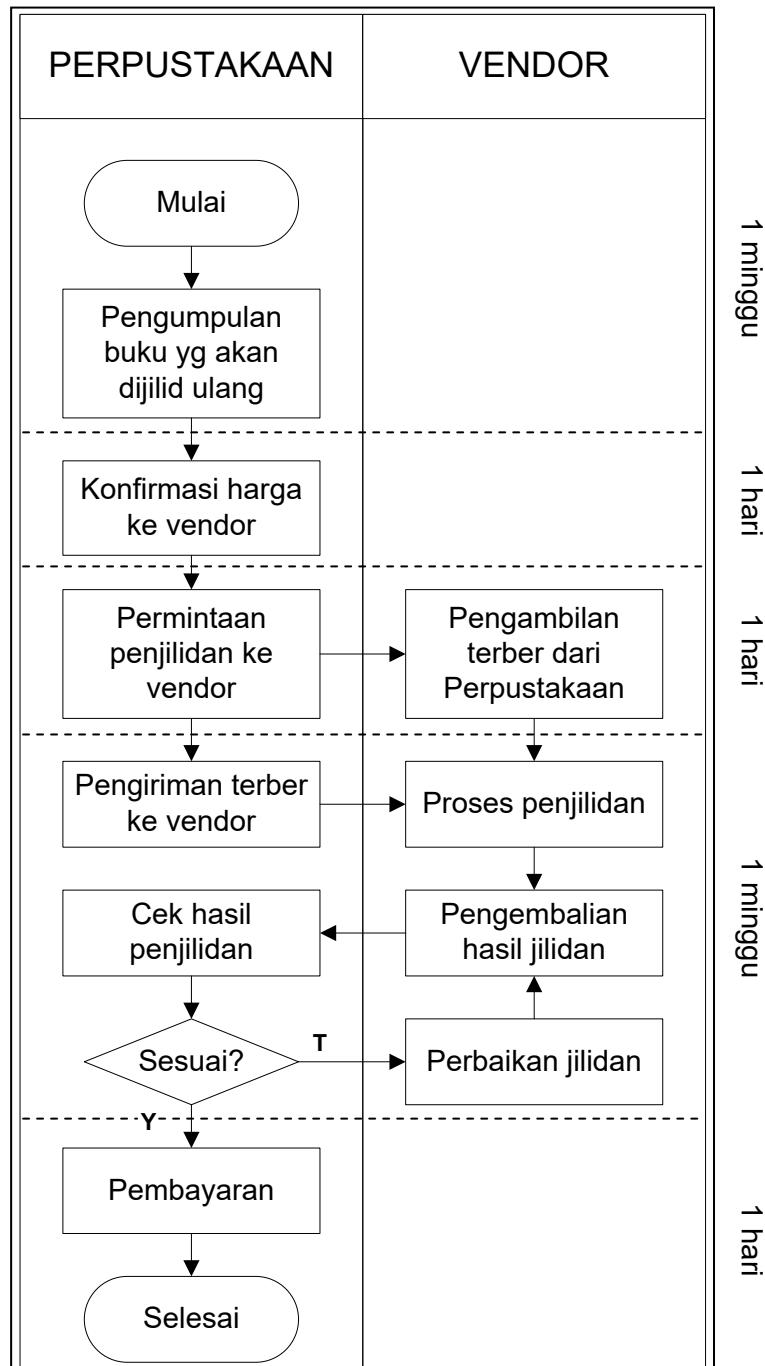 PERPUSTAKAAN
VENDOR
Mulai
Pengumpulan
buku yg akan
dijilid ulang
1 minggu
Konfirmasi harga
ke vendor
1 hari
Permintaan
penjilidan ke
vendor
Pengambilan
terber dari
Perpustakaan
1 hari
Pengiriman terber
ke vendor
Proses penjilidan
Cek hasil
penjilidan
Pengembalian
hasil jilidan
1 minggu
Sesuai?
T
Perbaikan jilidan
Y
Pembayaran
1 hari
Selesai